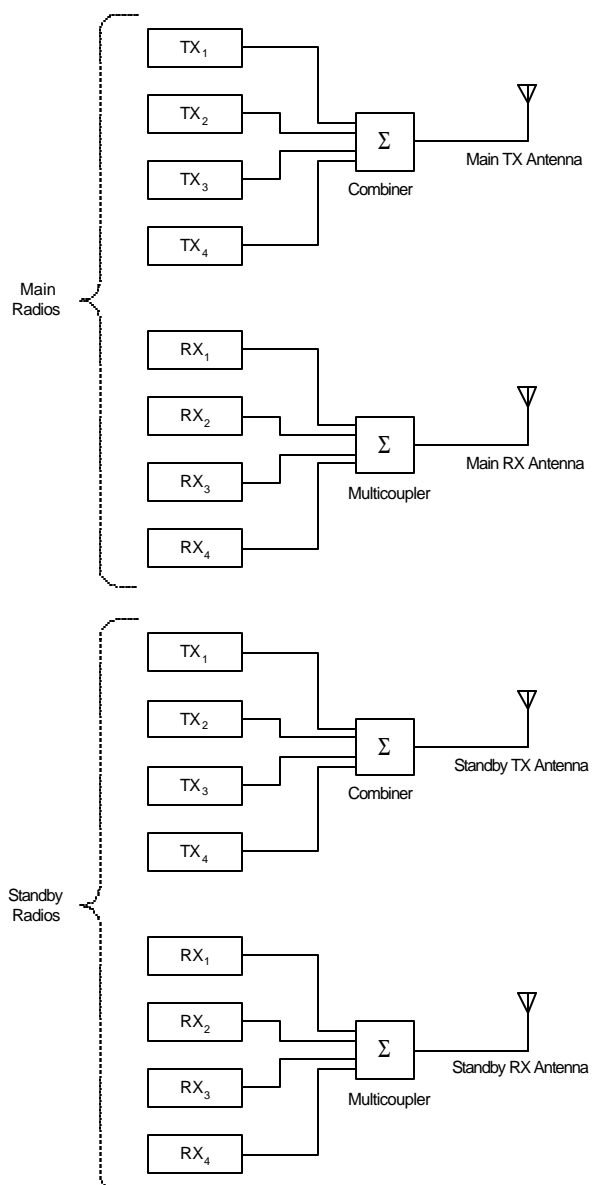 TX1
TX2
TX3
TX4
Σ
Combiner
Main TX Antenna
Main
Radios
RX1
RX2
RX3
RX4
Σ
Multicoupler
Main RX Antenna
TX1
TX2
TX3
TX4
Σ
Combiner
Standby TX Antenna
Standby
Radios
RX1
RX2
RX3
RX4
Σ
Multicoupler
Standby RX Antenna